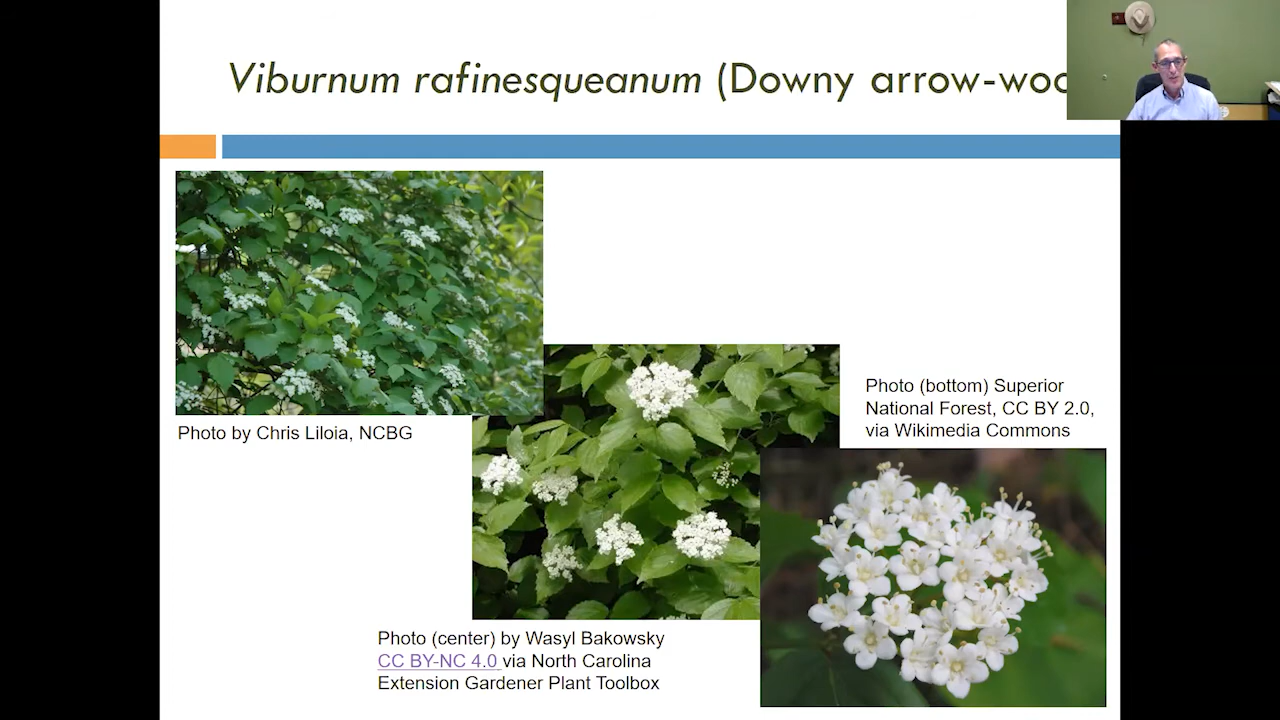 Viburnum rafinesqueanum (Downy arrow-woo
Photo by Chris Liloia, NCBG
Photo (bottom) Superior
National Forest, CC BY 2.0,
via Wikimedia Commons
Photo (center) by Wasyl Bakowsky
CC BY-NC 4.0 via North Carolina
Extension Gardener Plant Toolbox